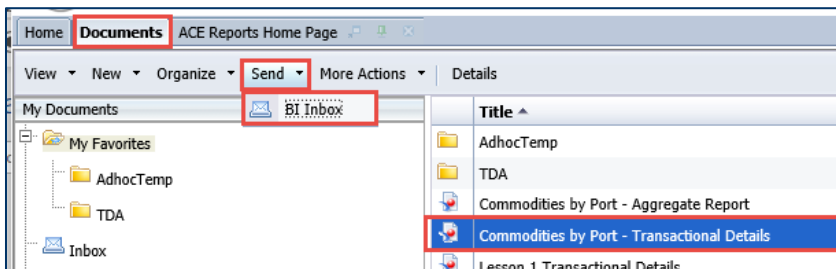 Home Documents ACE Reports Home Page
View New Organize Send More Actions Details
My Documents
BI Inbox
Title
My Favorites
AdhocTemp
AdhocTemp
TDA
TDA
Commodities by Port - Aggregate Report
Commodities by Port - Transactional Details
Inbox
Lesson 1 Transactional Details